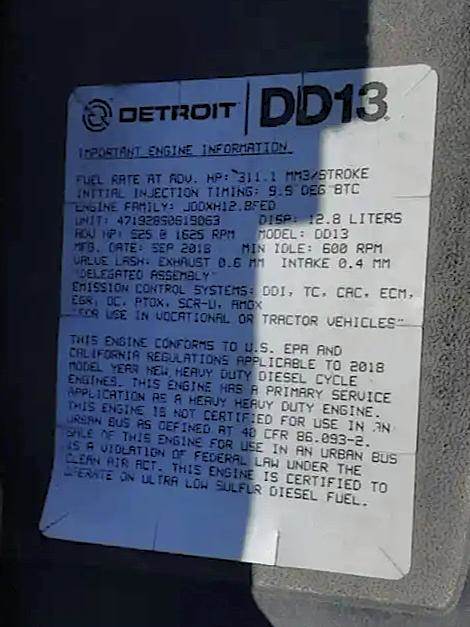 DETROIT DD13
IMPORTANT ENGINE INFORMATION
FUEL RATE AT ADV. HP: 311.1 MM3/STROKE
INITIAL INJECTION TIMING: 9.5 DEG BTC
ENGINE FAMILY: JDDXH12.8FED
UNIT: 471928S0619063 DISP: 12.8 LITERS
ADV HP: 525 @ 1625 RPM MODEL: DD13
MFG. DATE: SEP 2018 MIN IDLE: 600 RPM
VALVE LASH: EXHAUST 0.6 MM INTAKE 0.4 MM
"DELEGATED ASSEMBLY"
EMISSION CONTROL SYSTEMS: DDI, TC, CAC, ECM,
EGR, OC, PTOX, SCR-U, AMOX
"FOR USE IN VOCATIONAL OR TRACTOR VEHICLES"
THIS ENGINE CONFORMS TO U.S. EPA AND
CALIFORNIA REGULATIONS APPLICABLE TO 2018
MODEL YEAR NEW HEAVY DUTY DIESEL CYCLE
ENGINES. THIS ENGINE HAS A PRIMARY SERVICE
APPLICATION AS A HEAVY HEAVY DUTY ENGINE.
THIS ENGINE IS NOT CERTIFIED FOR USE IN AN
URBAN BUS AS DEFINED AT 40 CFR 86.093-2.
SALE OF THIS ENGINE FOR USE IN AN URBAN BUS
IS A VIOLATION OF FEDERAL LAW UNDER THE
CLEAN AIR ACT. THIS ENGINE IS CERTIFIED TO
OPERATE ON ULTRA LOW SULFUR DIESEL FUEL.